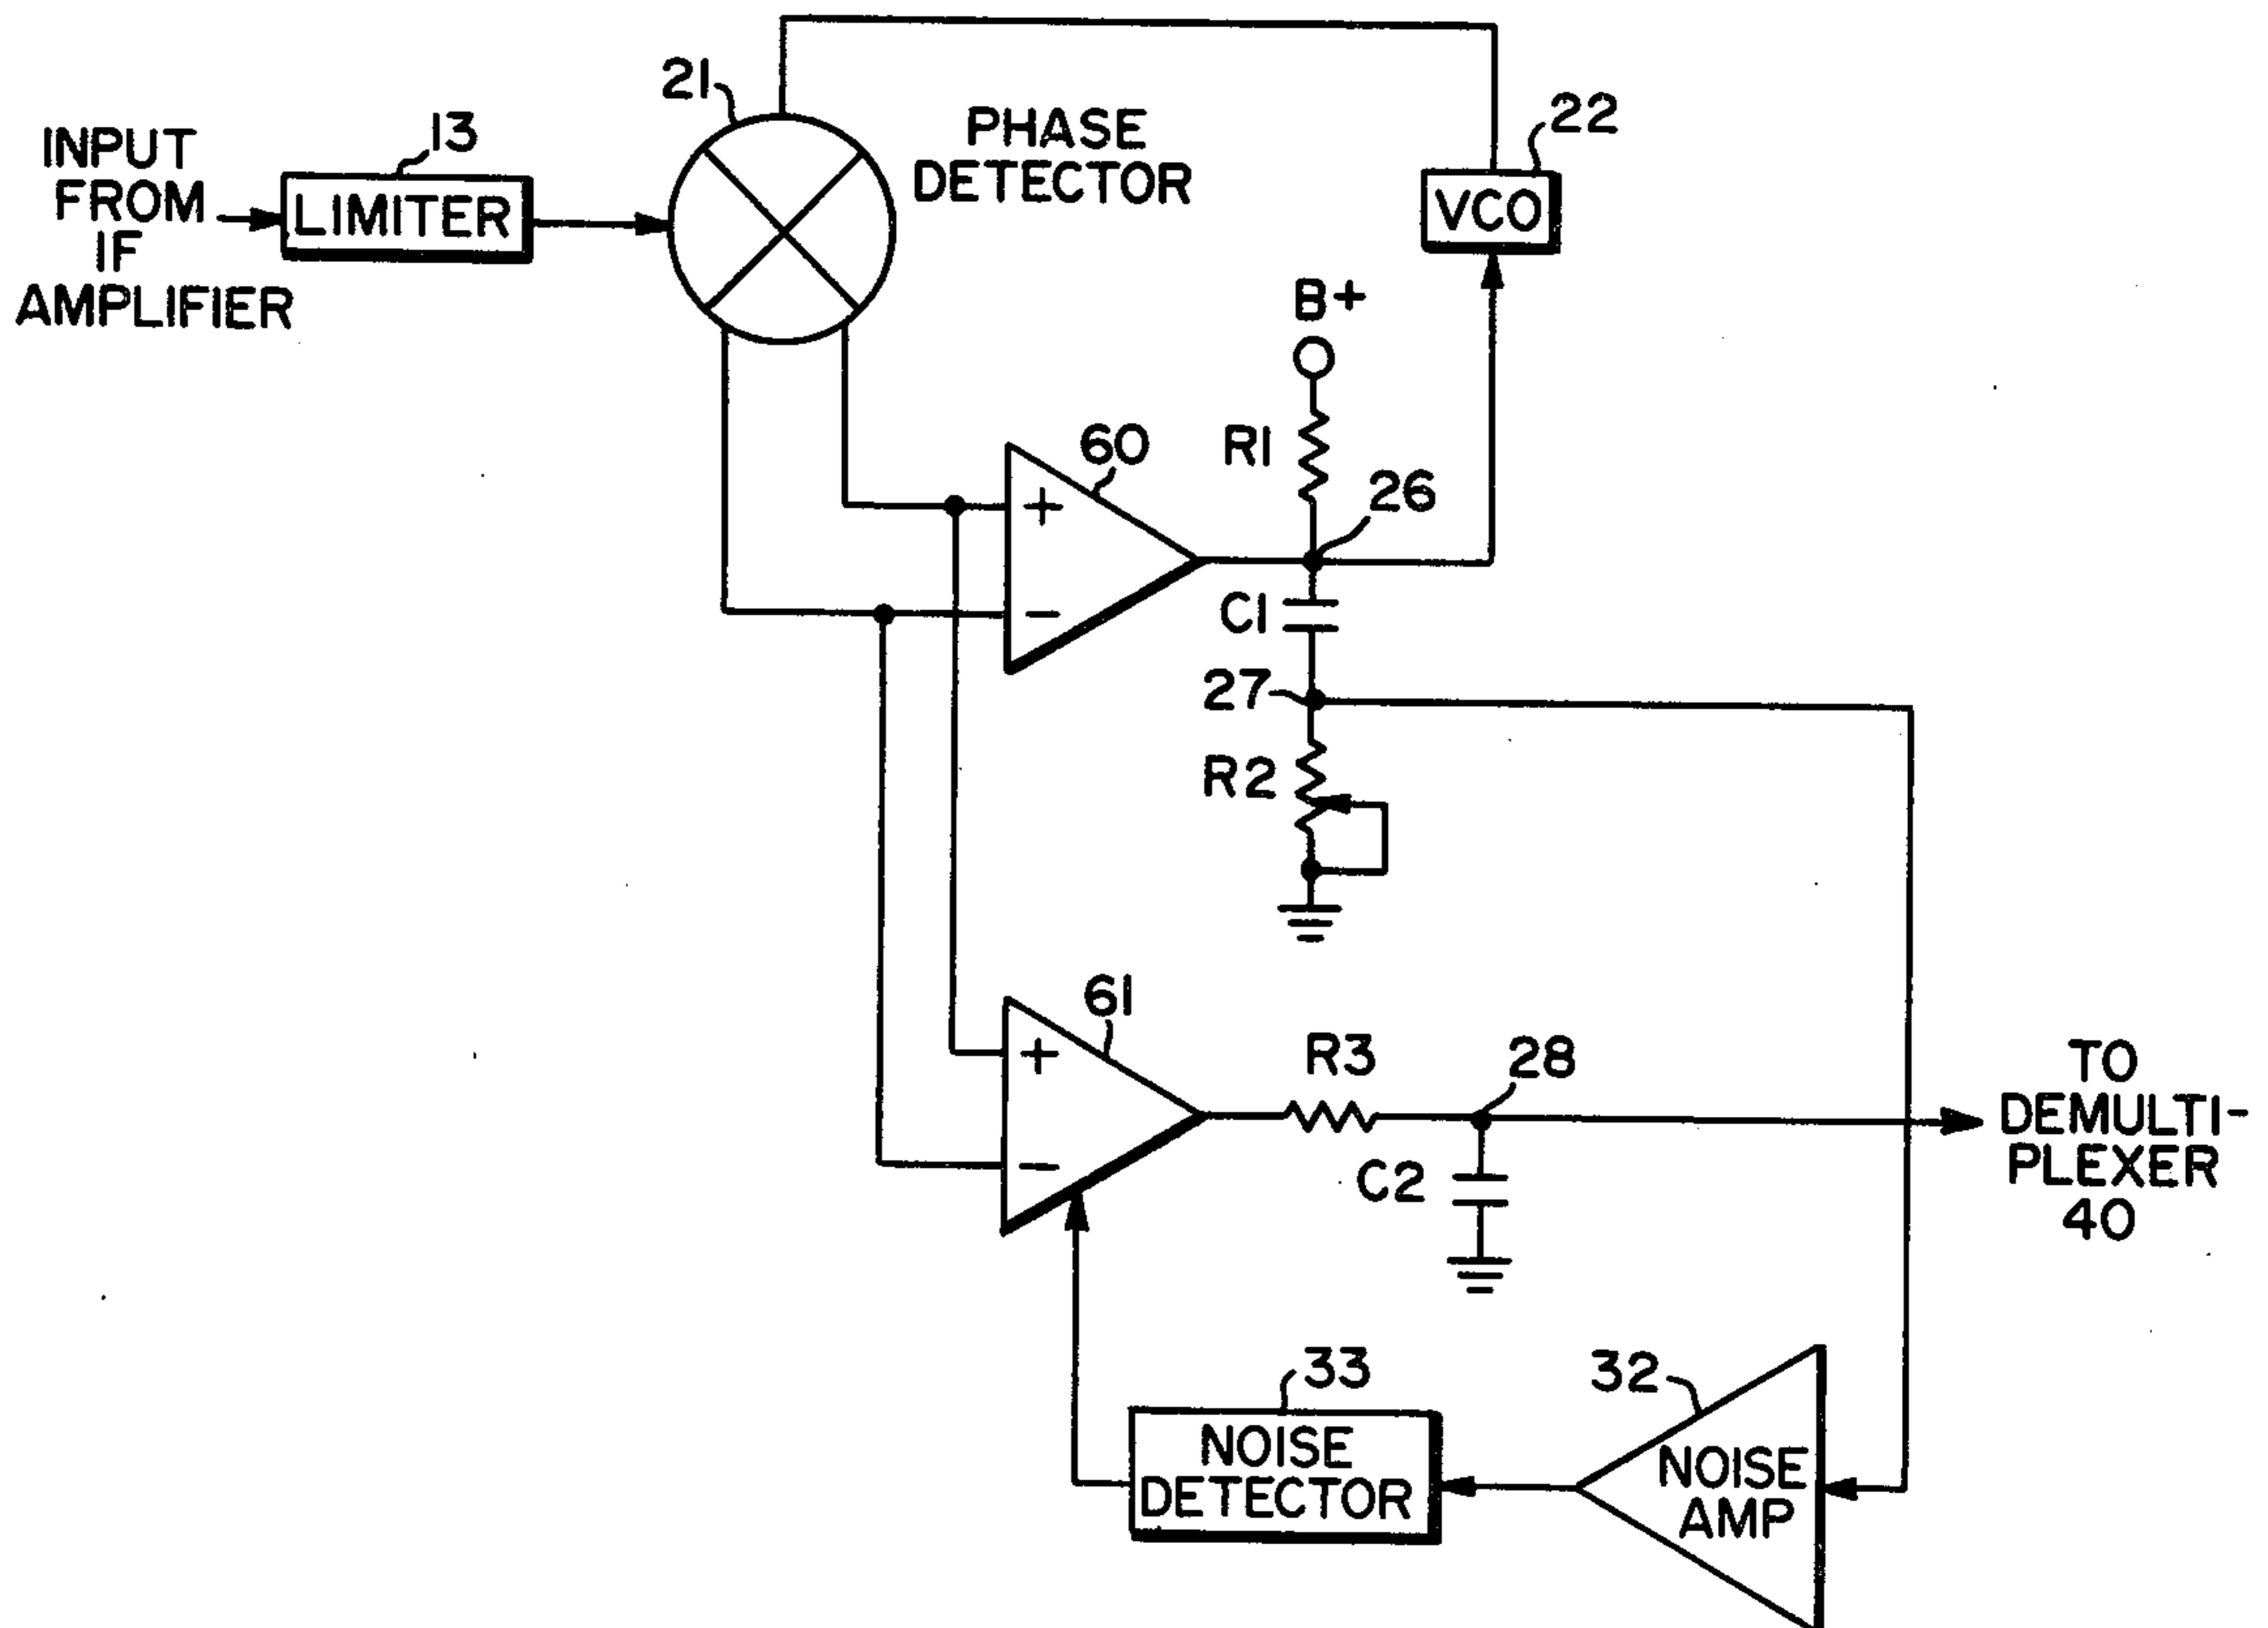 21
PHASE
DETECTOR
22
VCO
13
INPUT
FROM
IF
AMPLIFIER
LIMITER
B+
R1
26
60
+
−
C1
27
R2
61
+
−
R3
28
C2
TO
DEMULTI-
PLEXER
40
33
NOISE
DETECTOR
32
NOISE
AMP